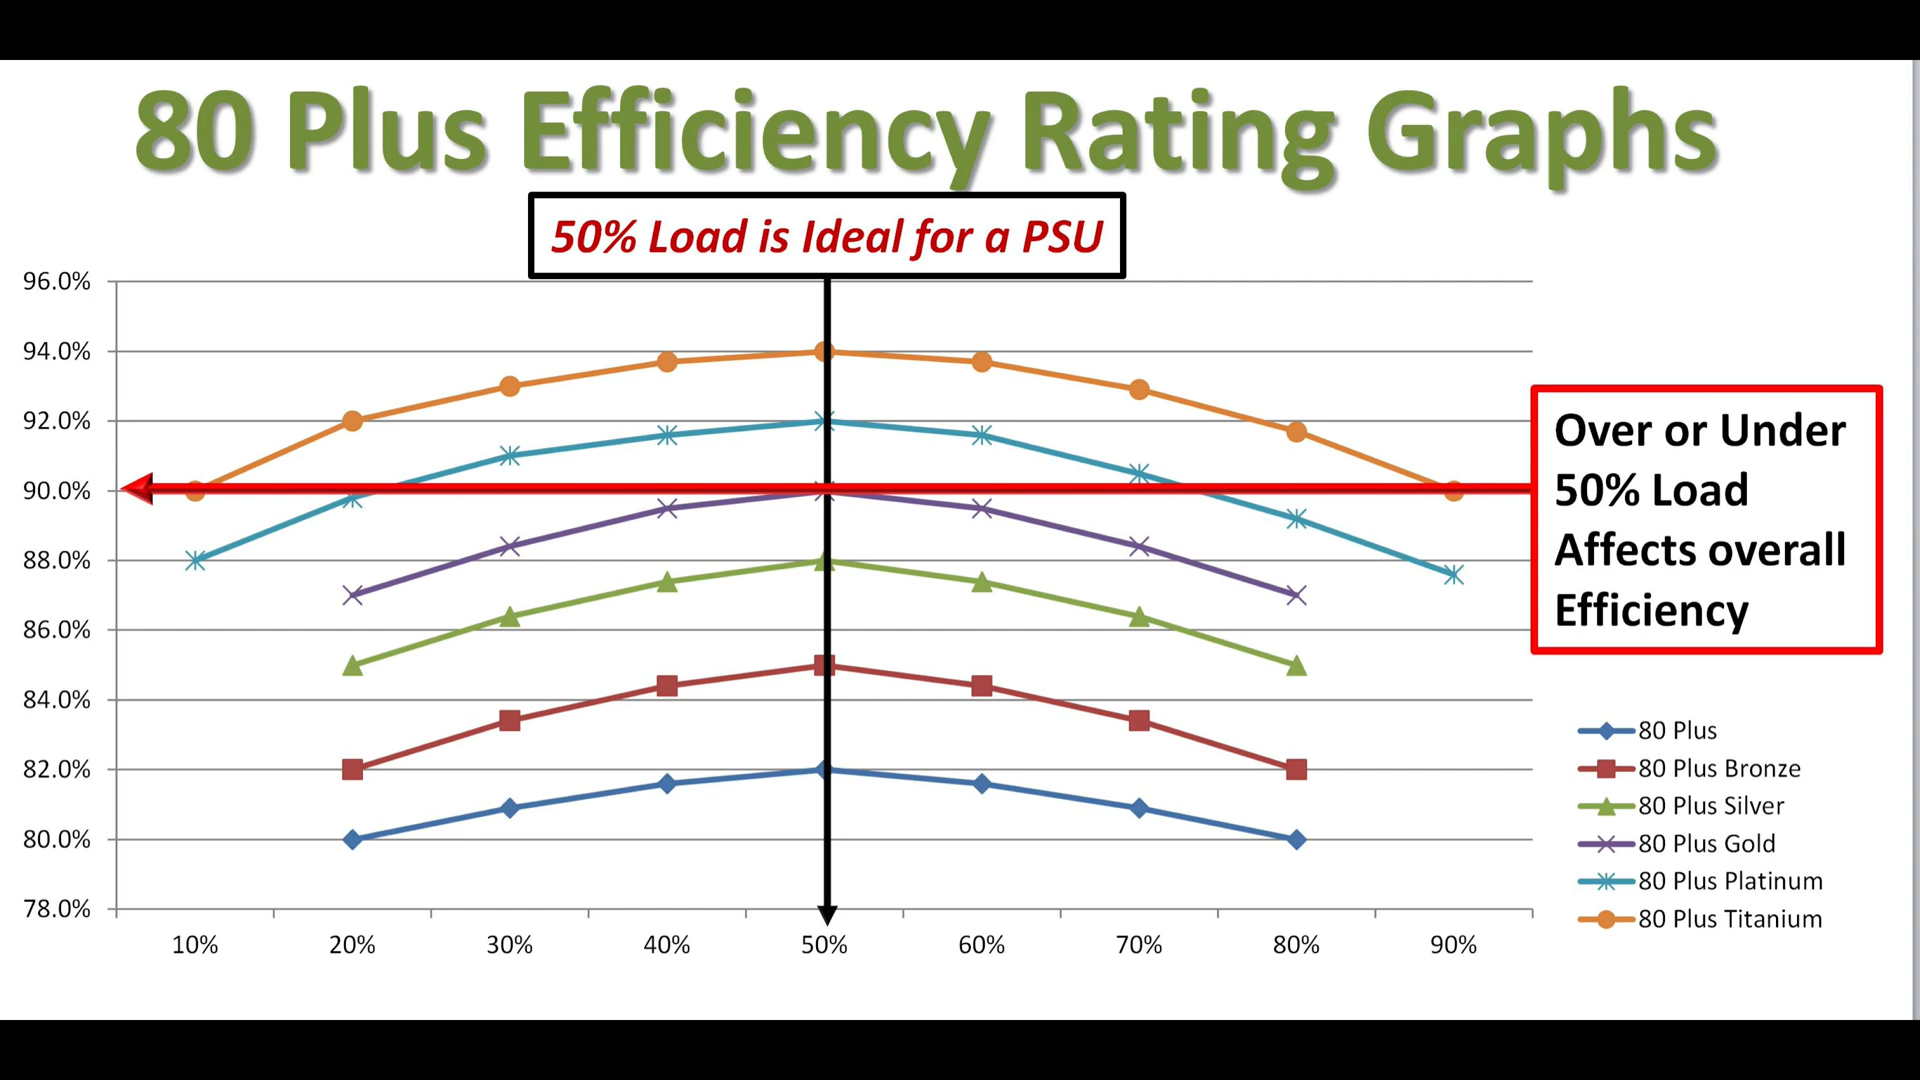 80 Plus Efficiency Rating Graphs
50% Load is Ideal for a PSU
96.0%
94.0%
92.0%
90.0%
88.0%
86.0%
84.0%
82.0%
80.0%
78.0%
10%
20%
30%
40%
50%
60%
70%
80%
90%
Over or Under
50% Load
Affects overall
Efficiency
80 Plus
80 Plus Bronze
80 Plus Silver
80 Plus Gold
80 Plus Platinum
80 Plus Titanium